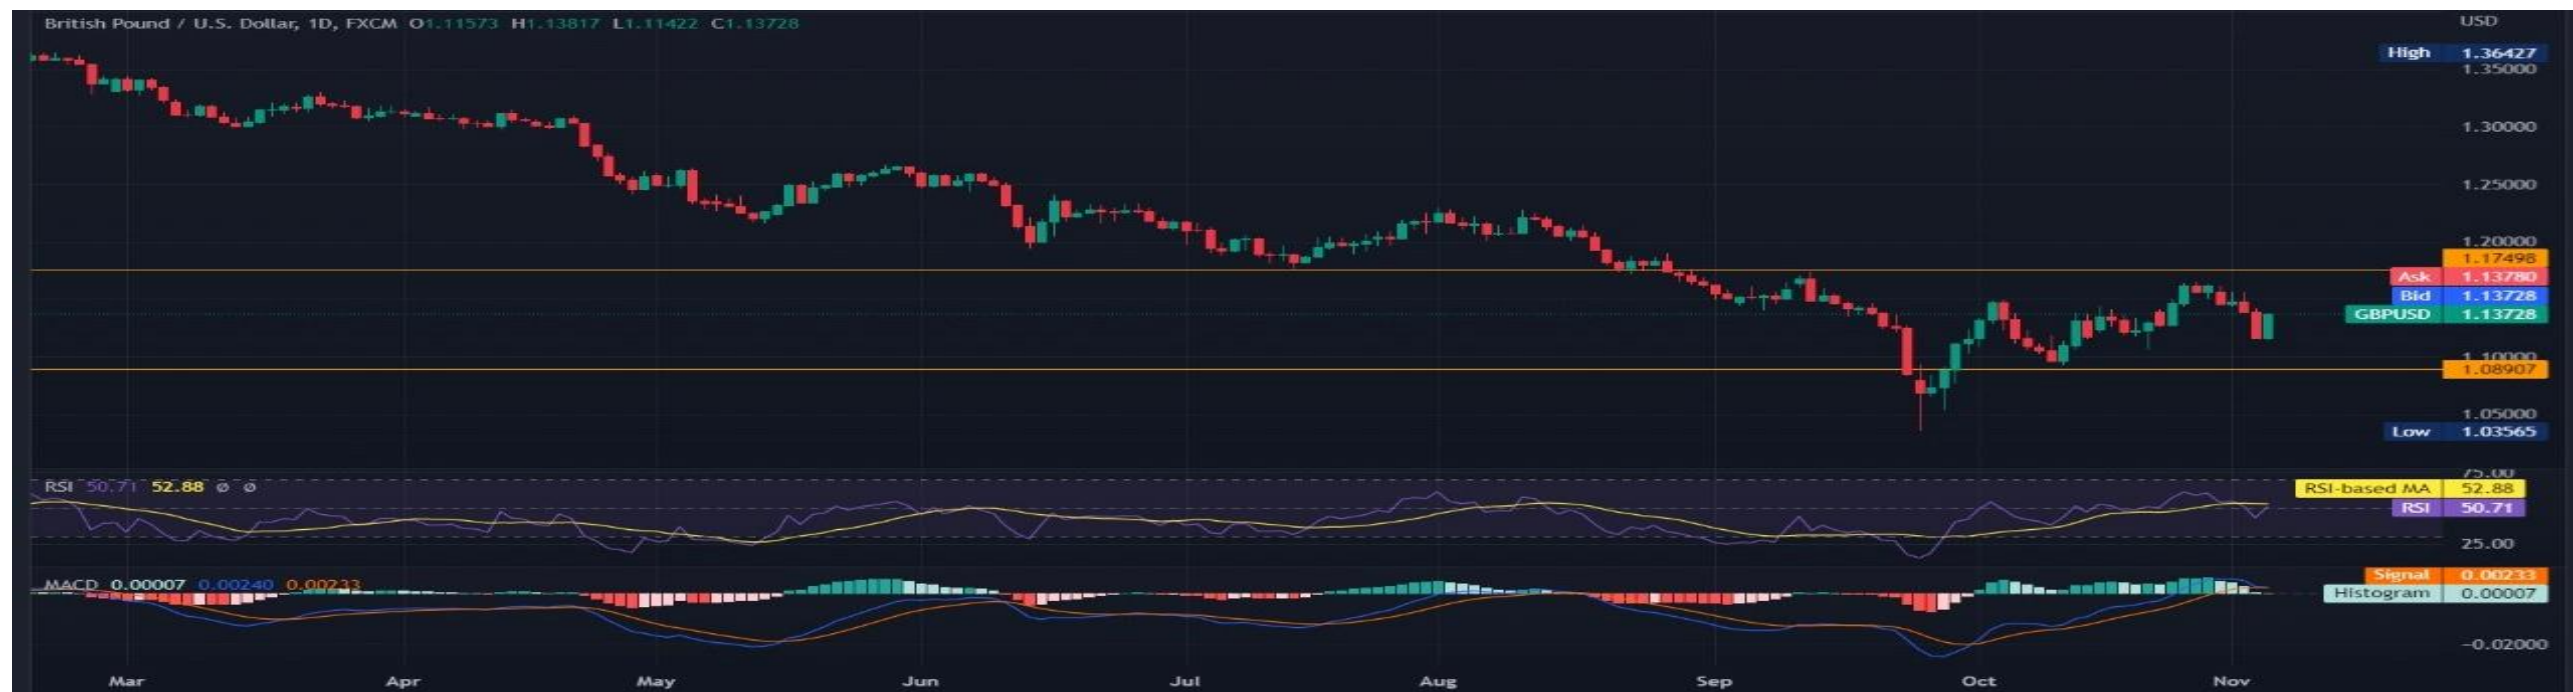 British Pound / U.S. Dollar, 1D, FXCM O1.11573 H1.13817 L1.11422 C1.13728
USD
High 1.36427
1.35000
1.30000
1.25000
1.20000
1.17498
Ask 1.13780
Bid 1.13728
GBPUSD 1.13728
1.10000
1.08907
1.05000
Low 1.03565
75.00
RSI 50.71 52.88 ∅ ∅
RSI-based MA 52.88
RSI 50.71
25.00
MACD 0.00007 0.00240 0.00233
Signal 0.00233
Histogram 0.00007
−0.02000
Mar Apr May Jun Jul Aug Sep Oct Nov